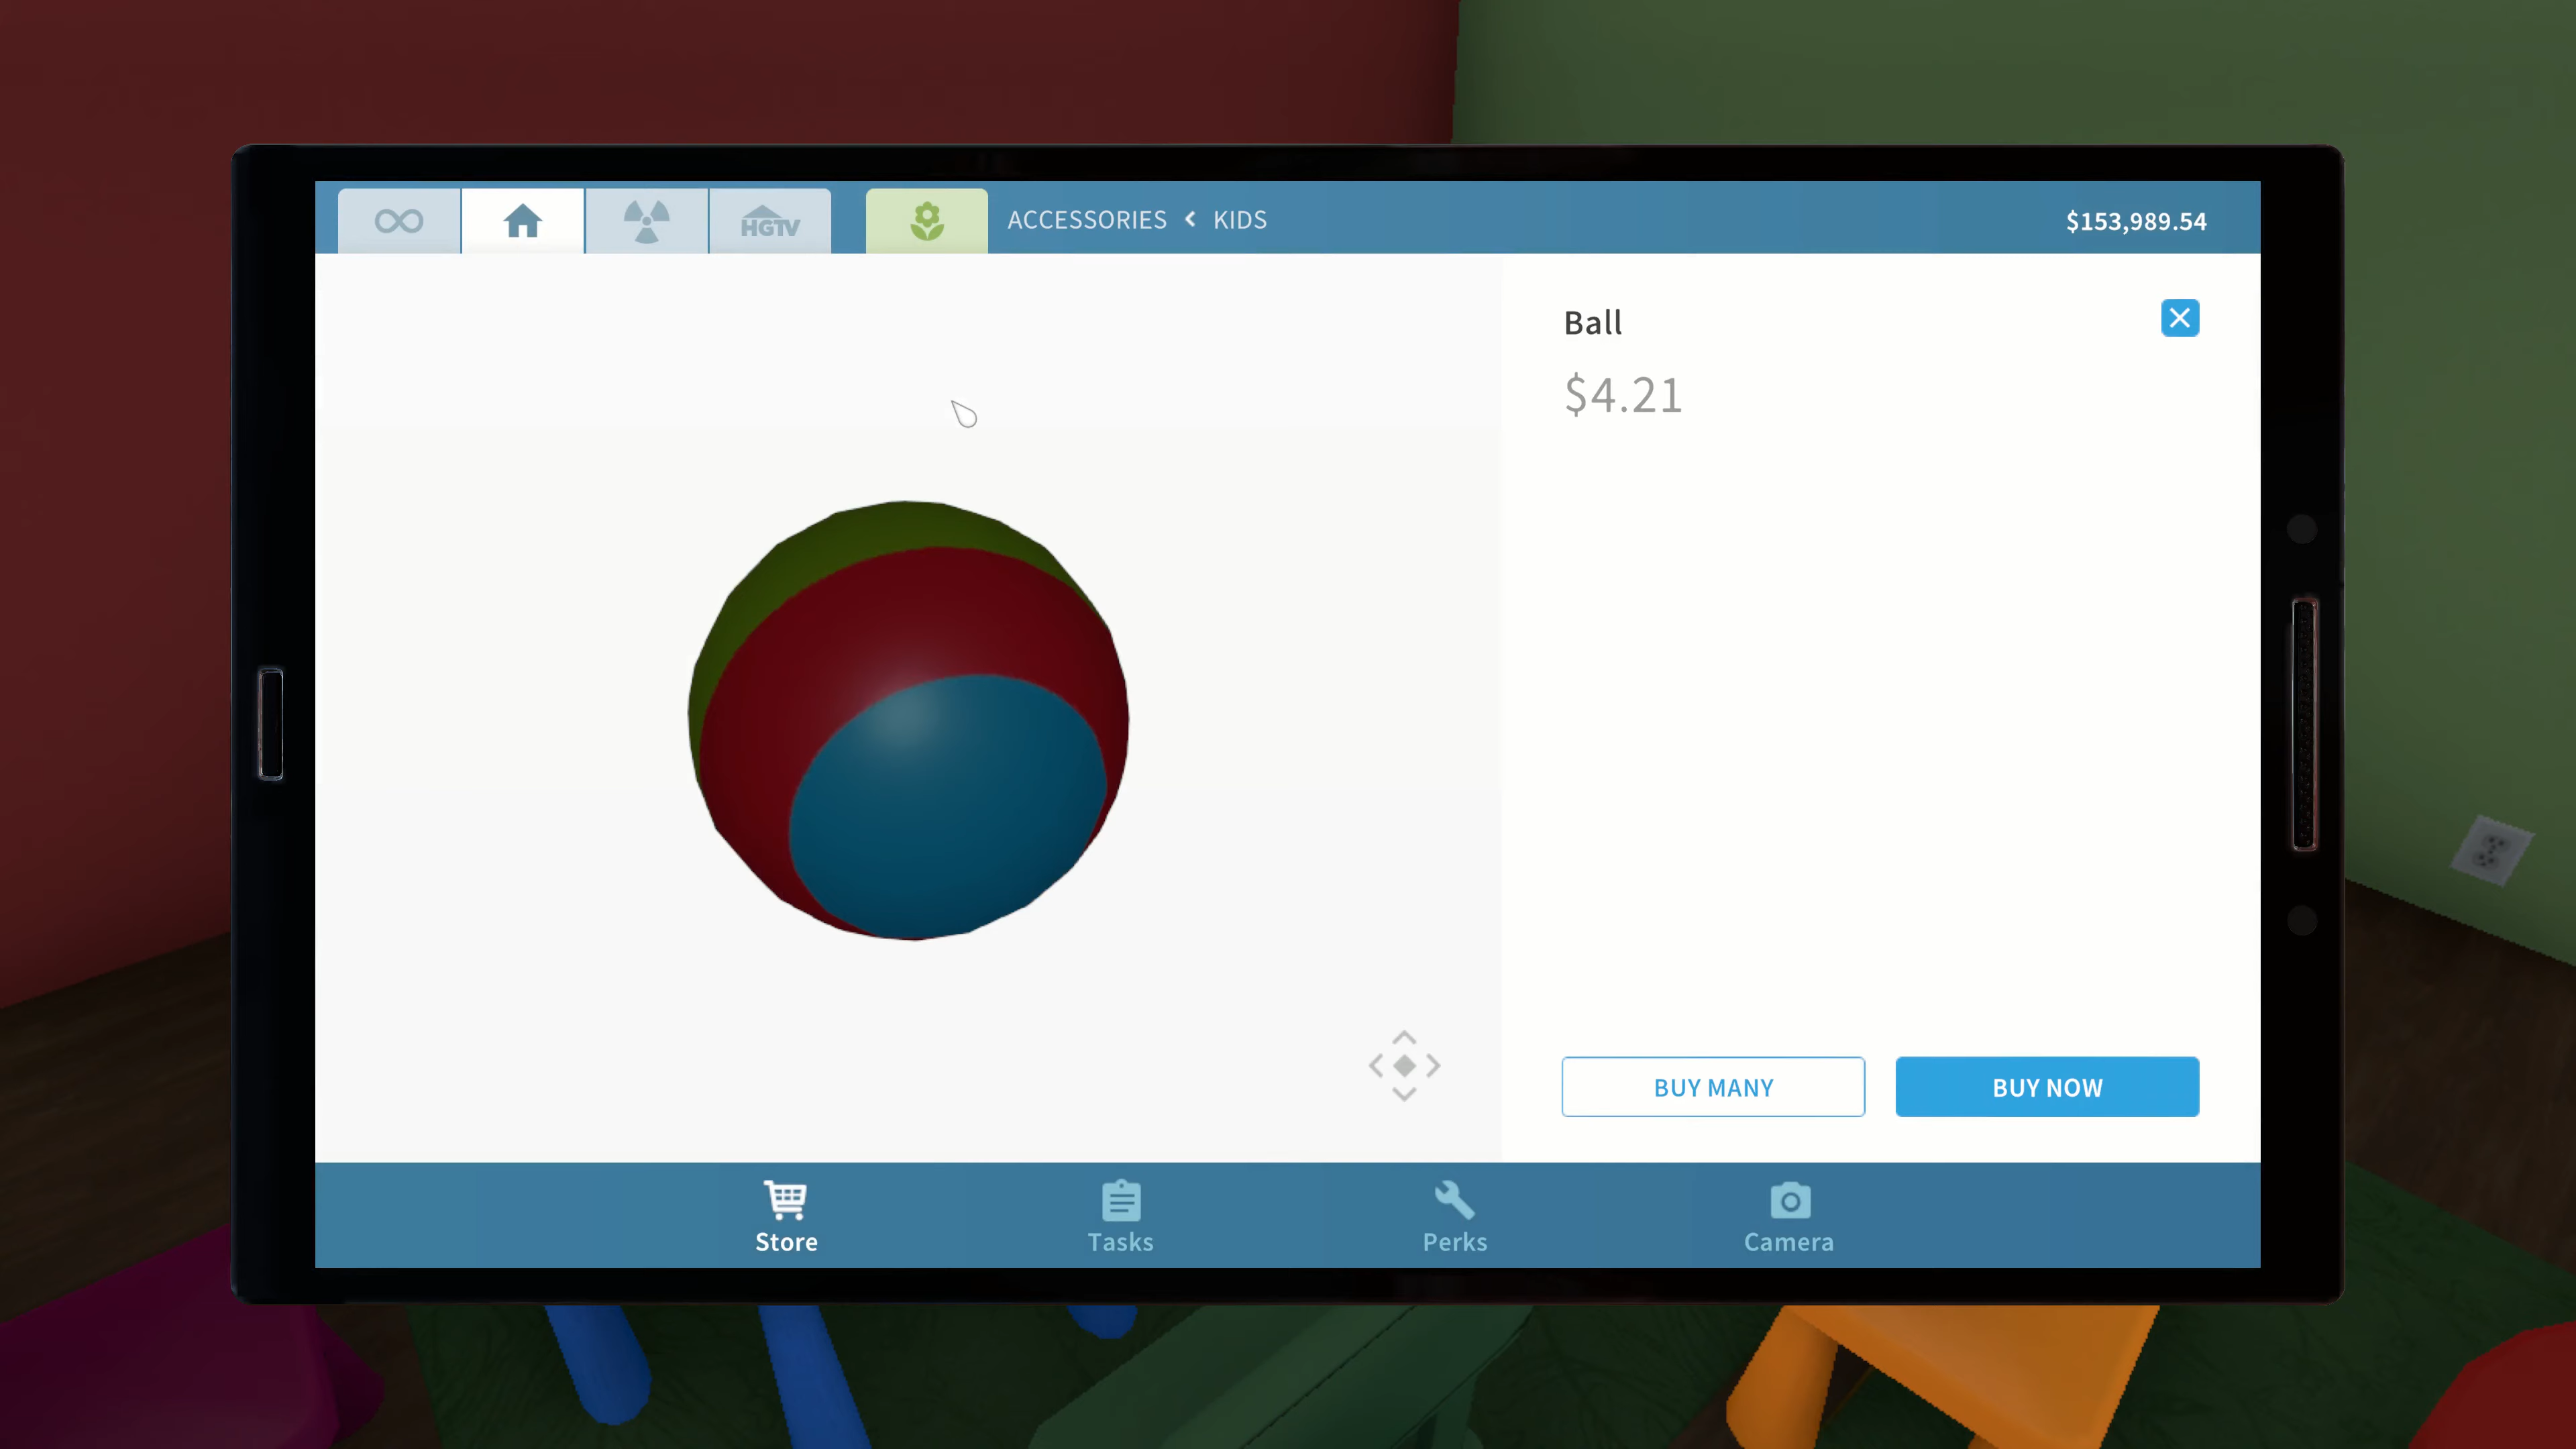 HGTV
ACCESSORIES < KIDS
$153,989.54
Ball
$4.21
BUY MANY
BUY NOW
Store
Tasks
Perks
Camera